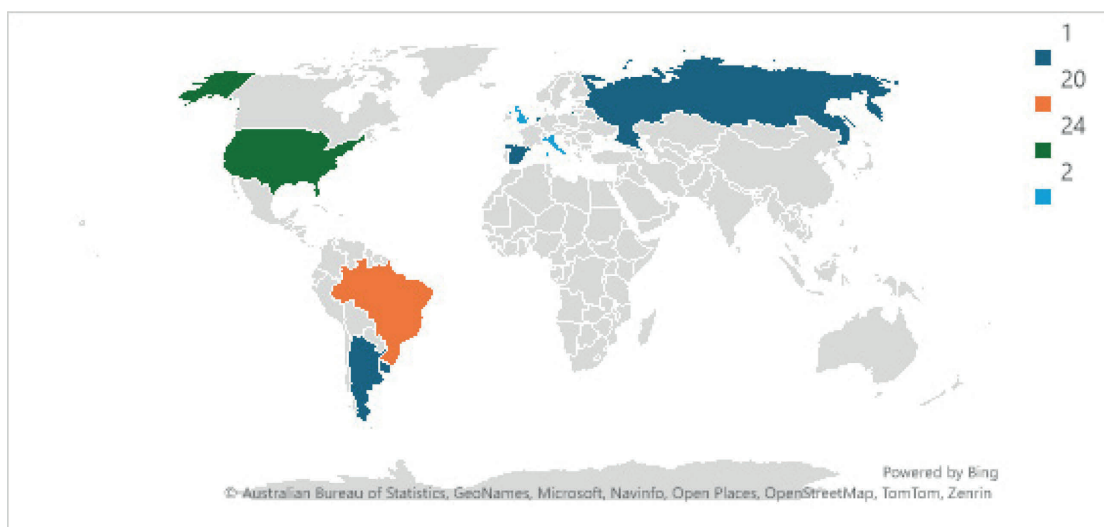 1
20
24
2
Powered by Bing
© Australian Bureau of Statistics, GeoNames, Microsoft, Navinfo, Open Places, OpenStreetMap, TomTom, Zenrin